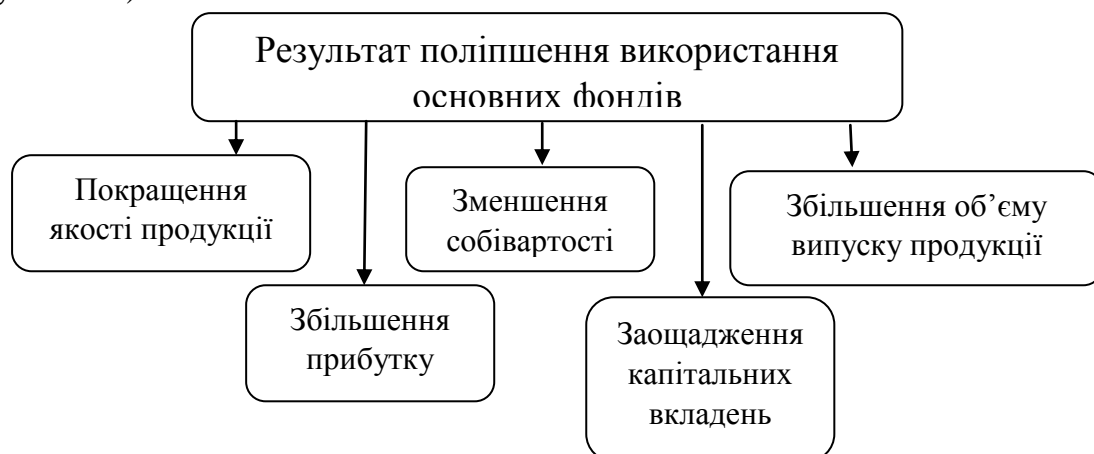 Результат поліпшення використання
основних фондів
Покращення
якості продукції
Зменшення
собівартості
Збільшення об’єму
випуску продукції
Збільшення
прибутку
Заощадження
капітальних
вкладень